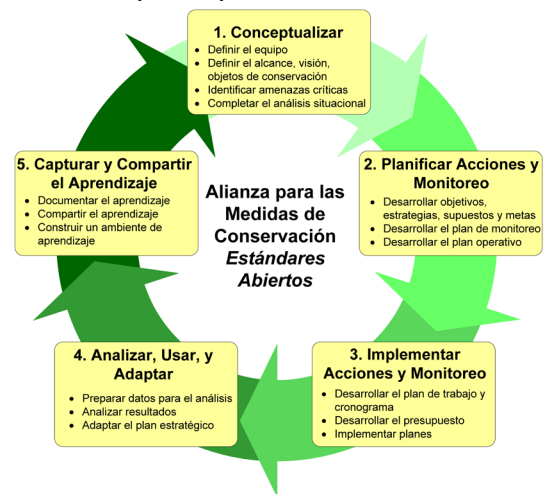 1. Conceptualizar
• Definir el equipo
• Definir el alcance, visión,
objetos de conservación
• Identificar amenazas críticas
• Completar el análisis situacional
2. Planificar Acciones y
Monitoreo
• Desarrollar objetivos,
estrategias, supuestos y metas
• Desarrollar el plan de monitoreo
• Desarrollar el plan operativo
3. Implementar
Acciones y Monitoreo
• Desarrollar el plan de trabajo y
cronograma
• Desarrollar el presupuesto
• Implementar planes
4. Analizar, Usar, y
Adaptar
• Preparar datos para el análisis
• Analizar resultados
• Adaptar el plan estratégico
5. Capturar y Compartir
el Aprendizaje
• Documentar el aprendizaje
• Compartir el aprendizaje
• Construir un ambiente de
aprendizaje
Alianza para las
Medidas de
Conservación
Estándares
Abiertos